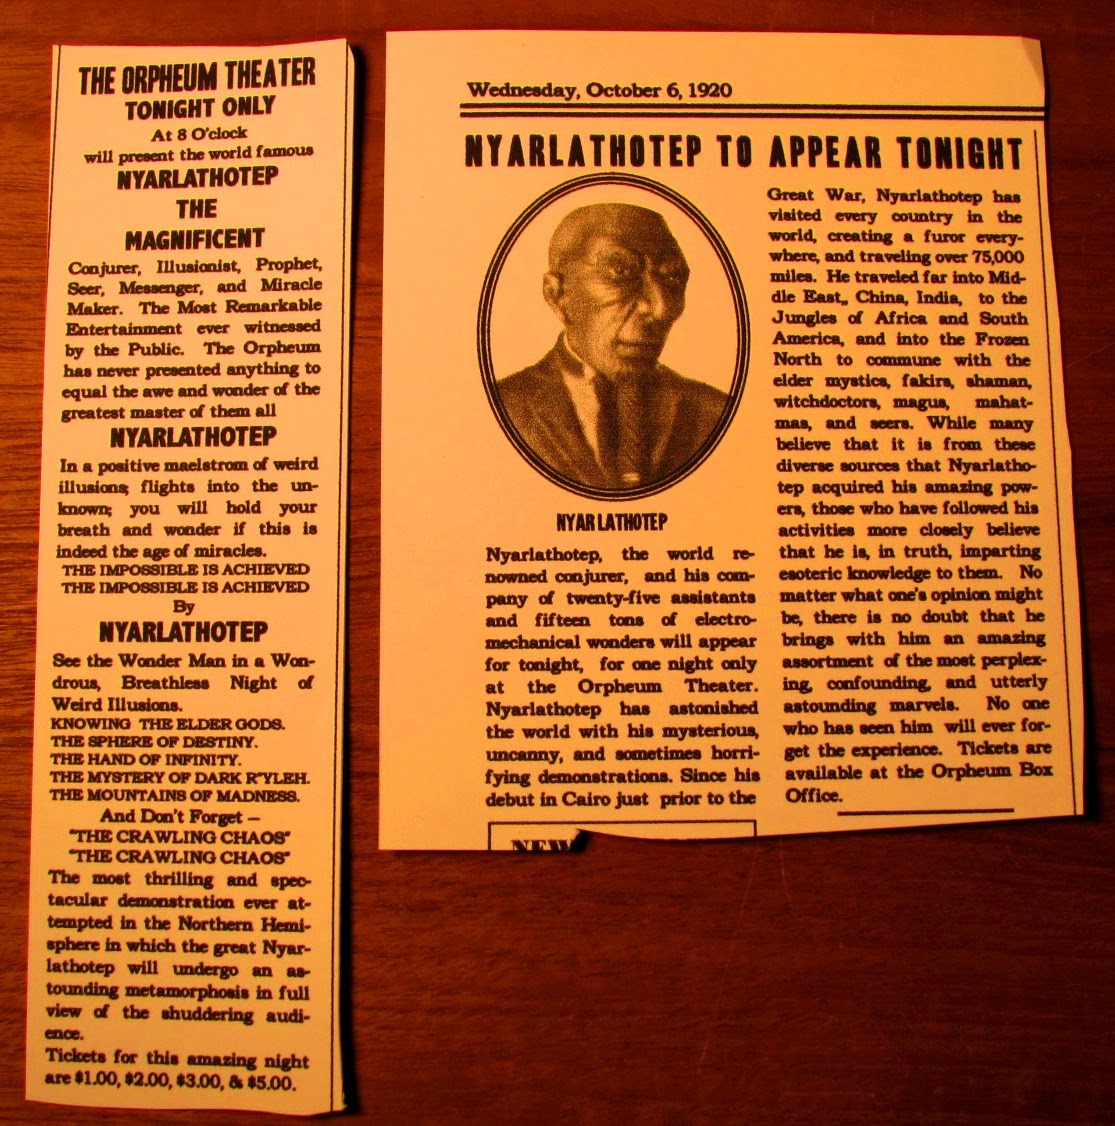 THE ORPHEUM THEATER
TONIGHT ONLY
At 8 O'clock
will present the world famous
NYARLATHOTEP
THE
MAGNIFICENT
Conjurer, Illusionist, Prophet,
Seer, Messenger, and Miracle
Maker. The Most Remarkable
Entertainment ever witnessed
by the Public. The Orpheum
has never presented anything to
equal the awe and wonder of the
greatest master of them all
NYARLATHOTEP
In a positive maelstrom of weird
illusions; flights into the un-
known; you will hold your
breath and wonder if this is
indeed the age of miracles.
THE IMPOSSIBLE IS ACHIEVED
THE IMPOSSIBLE IS ACHIEVED
By
NYARLATHOTEP
See the Wonder Man in a Won-
drous, Breathless Night of
Weird Illusions.
KNOWING THE ELDER GODS.
THE SPHERE OF DESTINY.
THE HAND OF INFINITY.
THE MYSTERY OF DARK R'YLEH.
THE MOUNTAINS OF MADNESS.
And Don't Forget —
"THE CRAWLING CHAOS"
"THE CRAWLING CHAOS"
The most thrilling and spec-
tacular demonstration ever at-
tempted in the Northern Hemi-
sphere in which the great Nyar-
lathotep will undergo an as-
tounding metamorphosis in full
view of the shuddering audi-
ence.
Tickets for this amazing night
are $1.00, $2.00, $3.00, & $5.00.
Wednesday, October 6, 1920
NYARLATHOTEP TO APPEAR TONIGHT
NYARLATHOTEP
Nyarlathotep, the world re-
nowned conjurer, and his com-
pany of twenty-five assistants
and fifteen tons of electro-
mechanical wonders will appear
for tonight, for one night only
at the Orpheum Theater.
Nyarlathotep has astonished
the world with his mysterious,
uncanny, and sometimes horri-
fying demonstrations. Since his
debut in Cairo just prior to the
NEW
Great War, Nyarlathotep has
visited every country in the
world, creating a furor every-
where, and traveling over 75,000
miles. He traveled far into Mid-
dle East,, China, India, to the
Jungles of Africa and South
America, and into the Frozen
North to commune with the
elder mystics, fakirs, shaman,
witchdoctors, magus, mahat-
mas, and seers. While many
believe that it is from these
diverse sources that Nyarlatho-
tep acquired his amazing pow-
ers, those who have followed his
activities more closely believe
that he is, in truth, imparting
esoteric knowledge to them. No
matter what one's opinion might
be, there is no doubt that he
brings with him an amazing
assortment of the most perplex-
ing, confounding, and utterly
astounding marvels. No one
who has seen him will ever for-
get the experience. Tickets are
available at the Orpheum Box
Office.